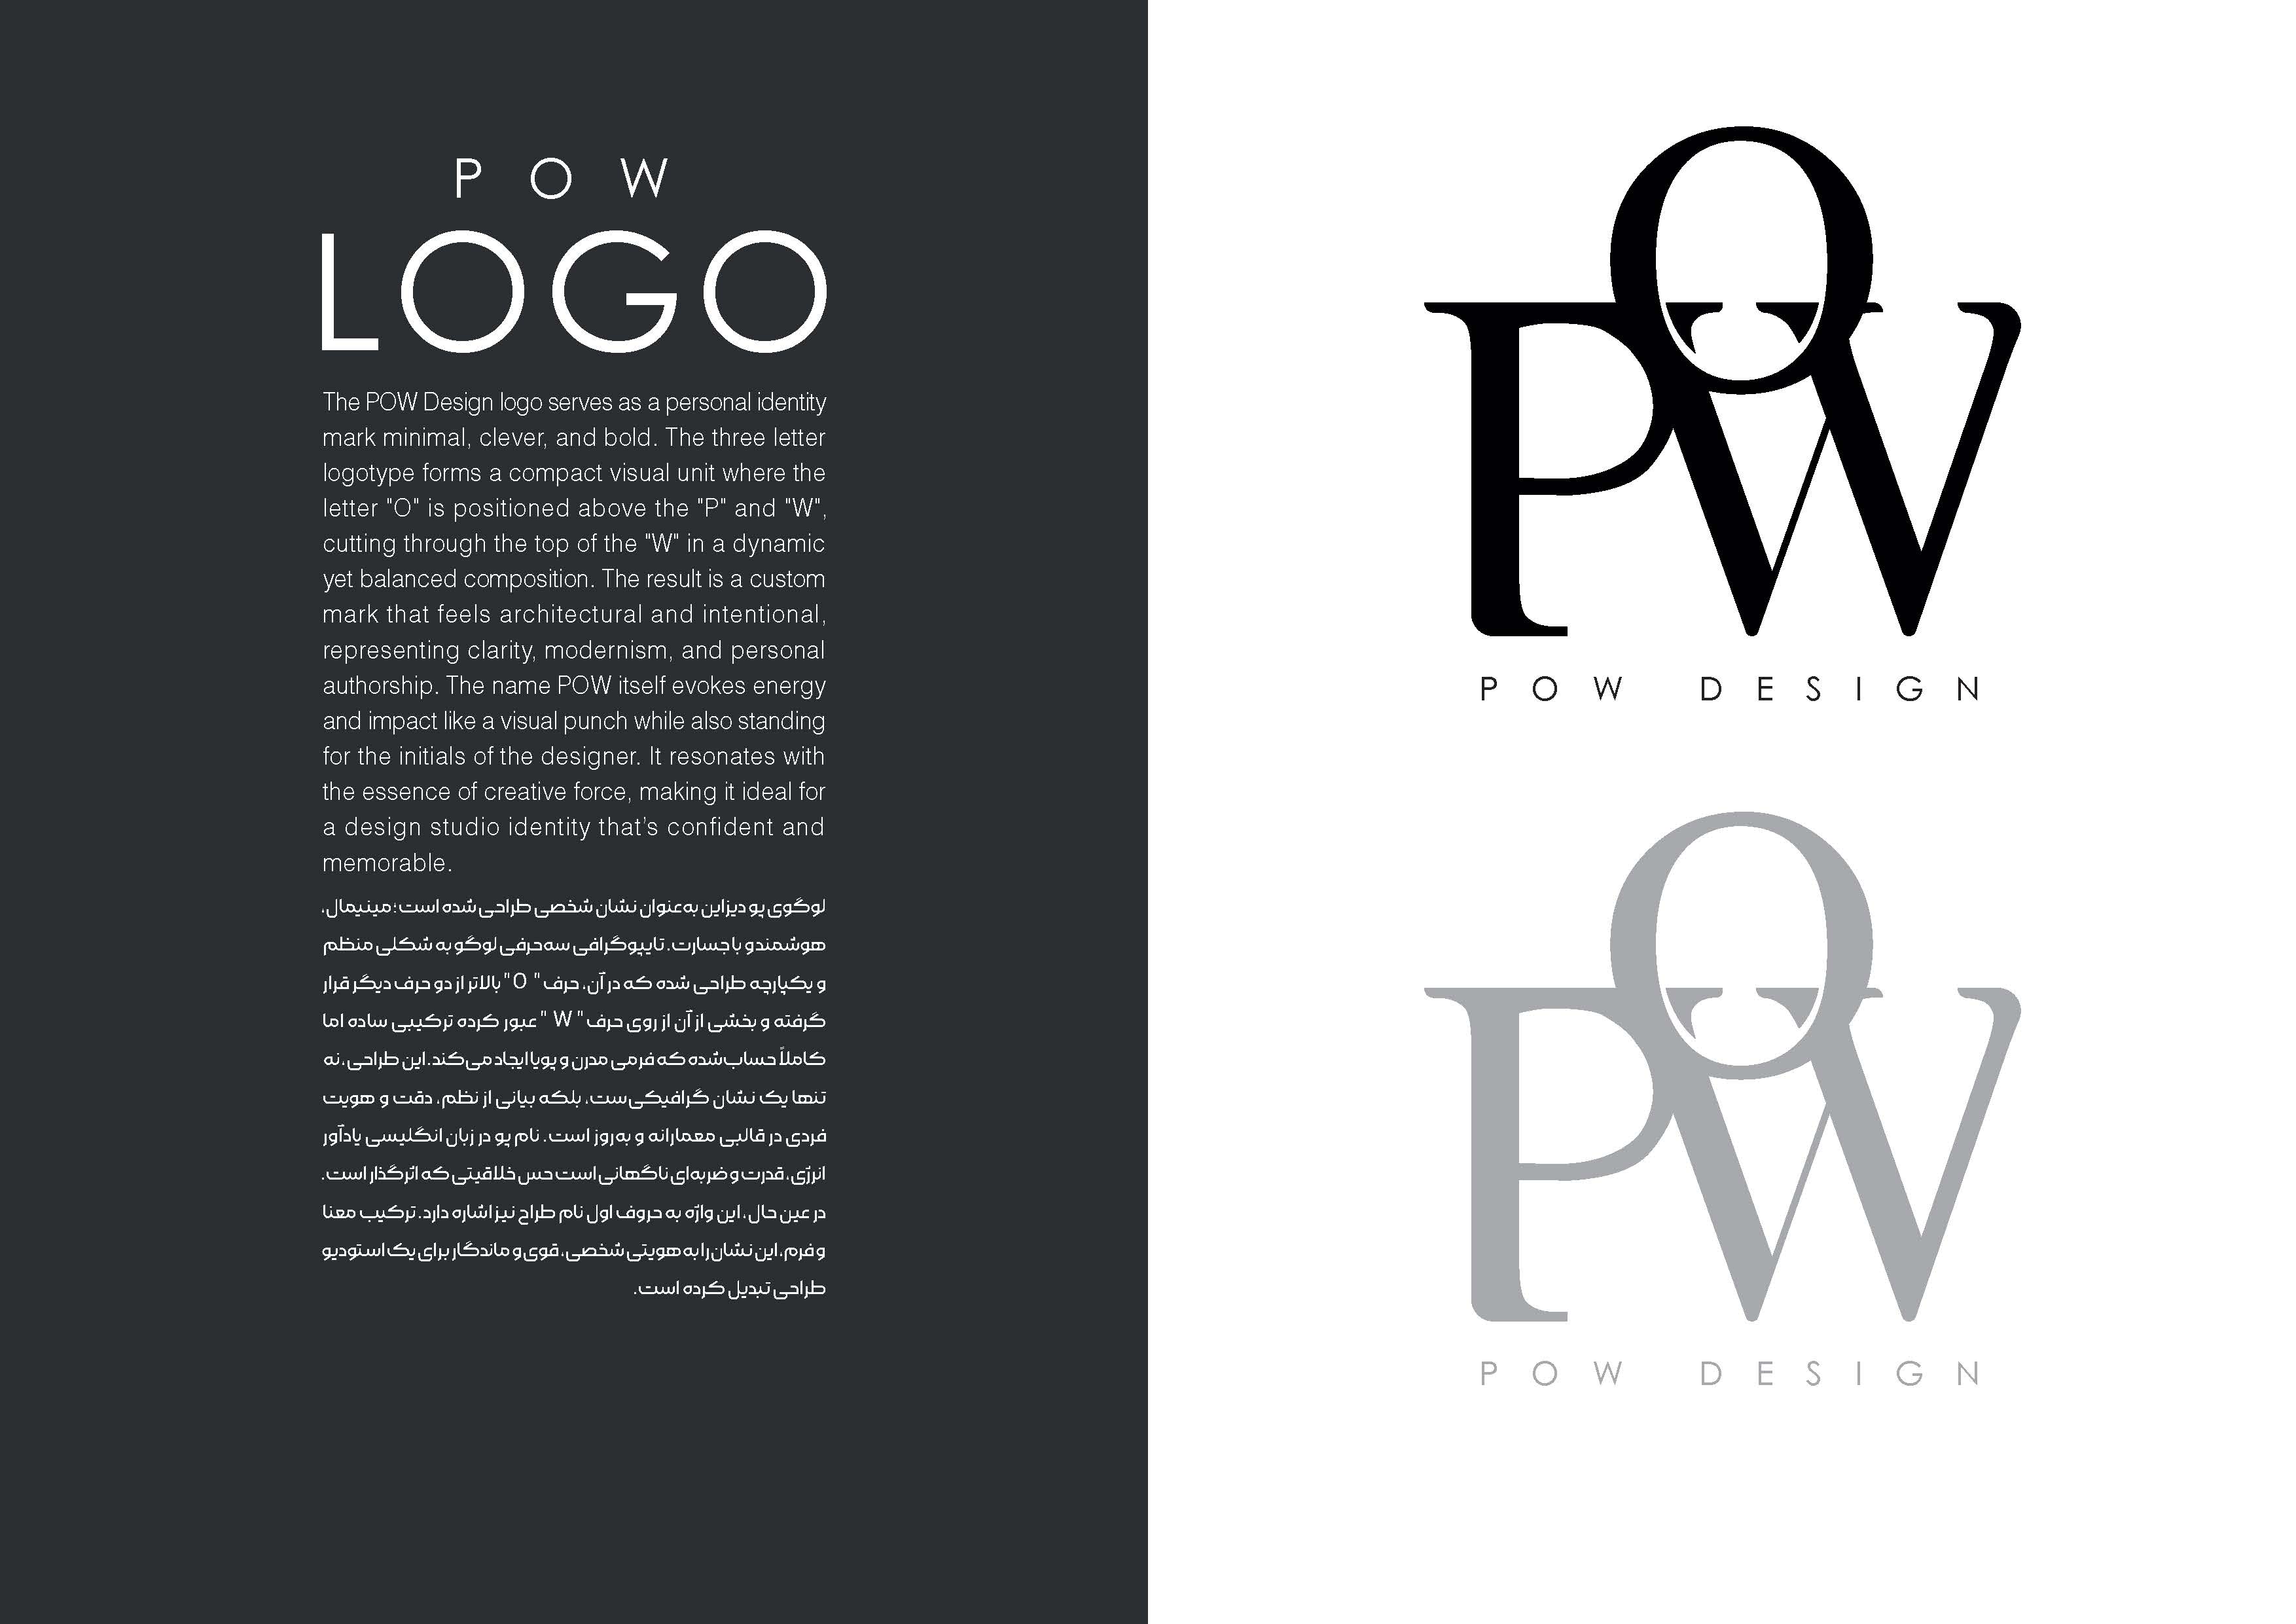 P O W
LOGO
The POW Design logo serves as a personal identity
mark minimal, clever, and bold. The three letter
logotype forms a compact visual unit where the
letter "O" is positioned above the "P" and "W",
cutting through the top of the "W" in a dynamic
yet balanced composition. The result is a custom
mark that feels architectural and intentional,
representing clarity, modernism, and personal
authorship. The name POW itself evokes energy
and impact like a visual punch while also standing
for the initials of the designer. It resonates with
the essence of creative force, making it ideal for
a design studio identity that’s confident and
memorable.
لوگوی پو دیزاین به‌عنوان نشان شخصی طراحی شده است؛ مینیمال،
هوشمند و با جسارت. تایپوگرافی سه‌حرفی لوگو به شکلی منظم
و یکپارچه طراحی شده که در آن، حرف " O " بالاتر از دو حرف دیگر قرار
گرفته و بخشی از آن از روی حرف " W " عبور کرده ترکیبی ساده اما
کاملاً حساب‌شده که فرمی مدرن و پویا ایجاد می‌کند. این طراحی، نه
تنها یک نشان گرافیکی‌ست، بلکه بیانی از نظم، دقت و هویت
فردی در قالبی معمارانه و به‌روز است. نام پو در زبان انگلیسی یادآور
انرژی، قدرت و ضربه‌ای ناگهانی است حس خلاقیتی که اثرگذار است.
در عین حال، این واژه به حروف اول نام طراح نیز اشاره دارد. ترکیب معنا
و فرم، این نشان را به هویتی شخصی، قوی و ماندگار برای یک استودیو
طراحی تبدیل کرده است.
POW
POW DESIGN
POW
POW DESIGN